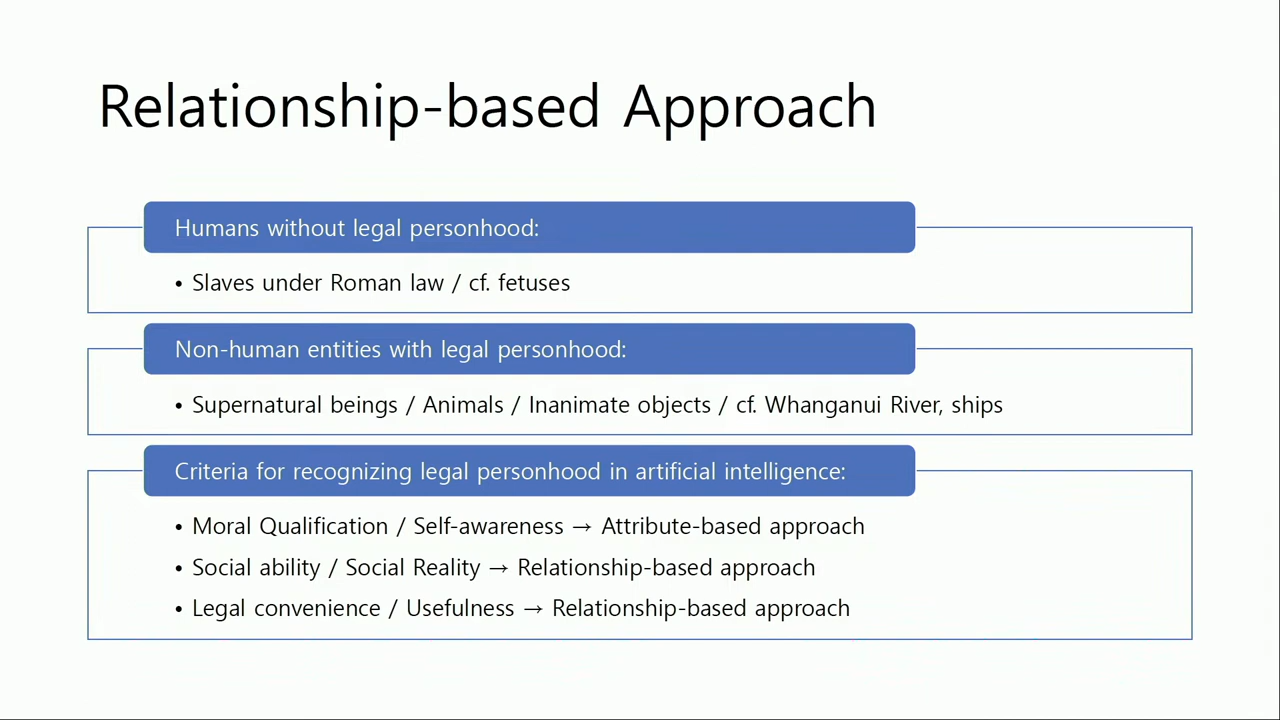 Relationship-based Approach
Humans without legal personhood:
• Slaves under Roman law / cf. fetuses
Non-human entities with legal personhood:
• Supernatural beings / Animals / Inanimate objects / cf. Whanganui River, ships
Criteria for recognizing legal personhood in artificial intelligence:
• Moral Qualification / Self-awareness → Attribute-based approach
• Social ability / Social Reality → Relationship-based approach
• Legal convenience / Usefulness → Relationship-based approach